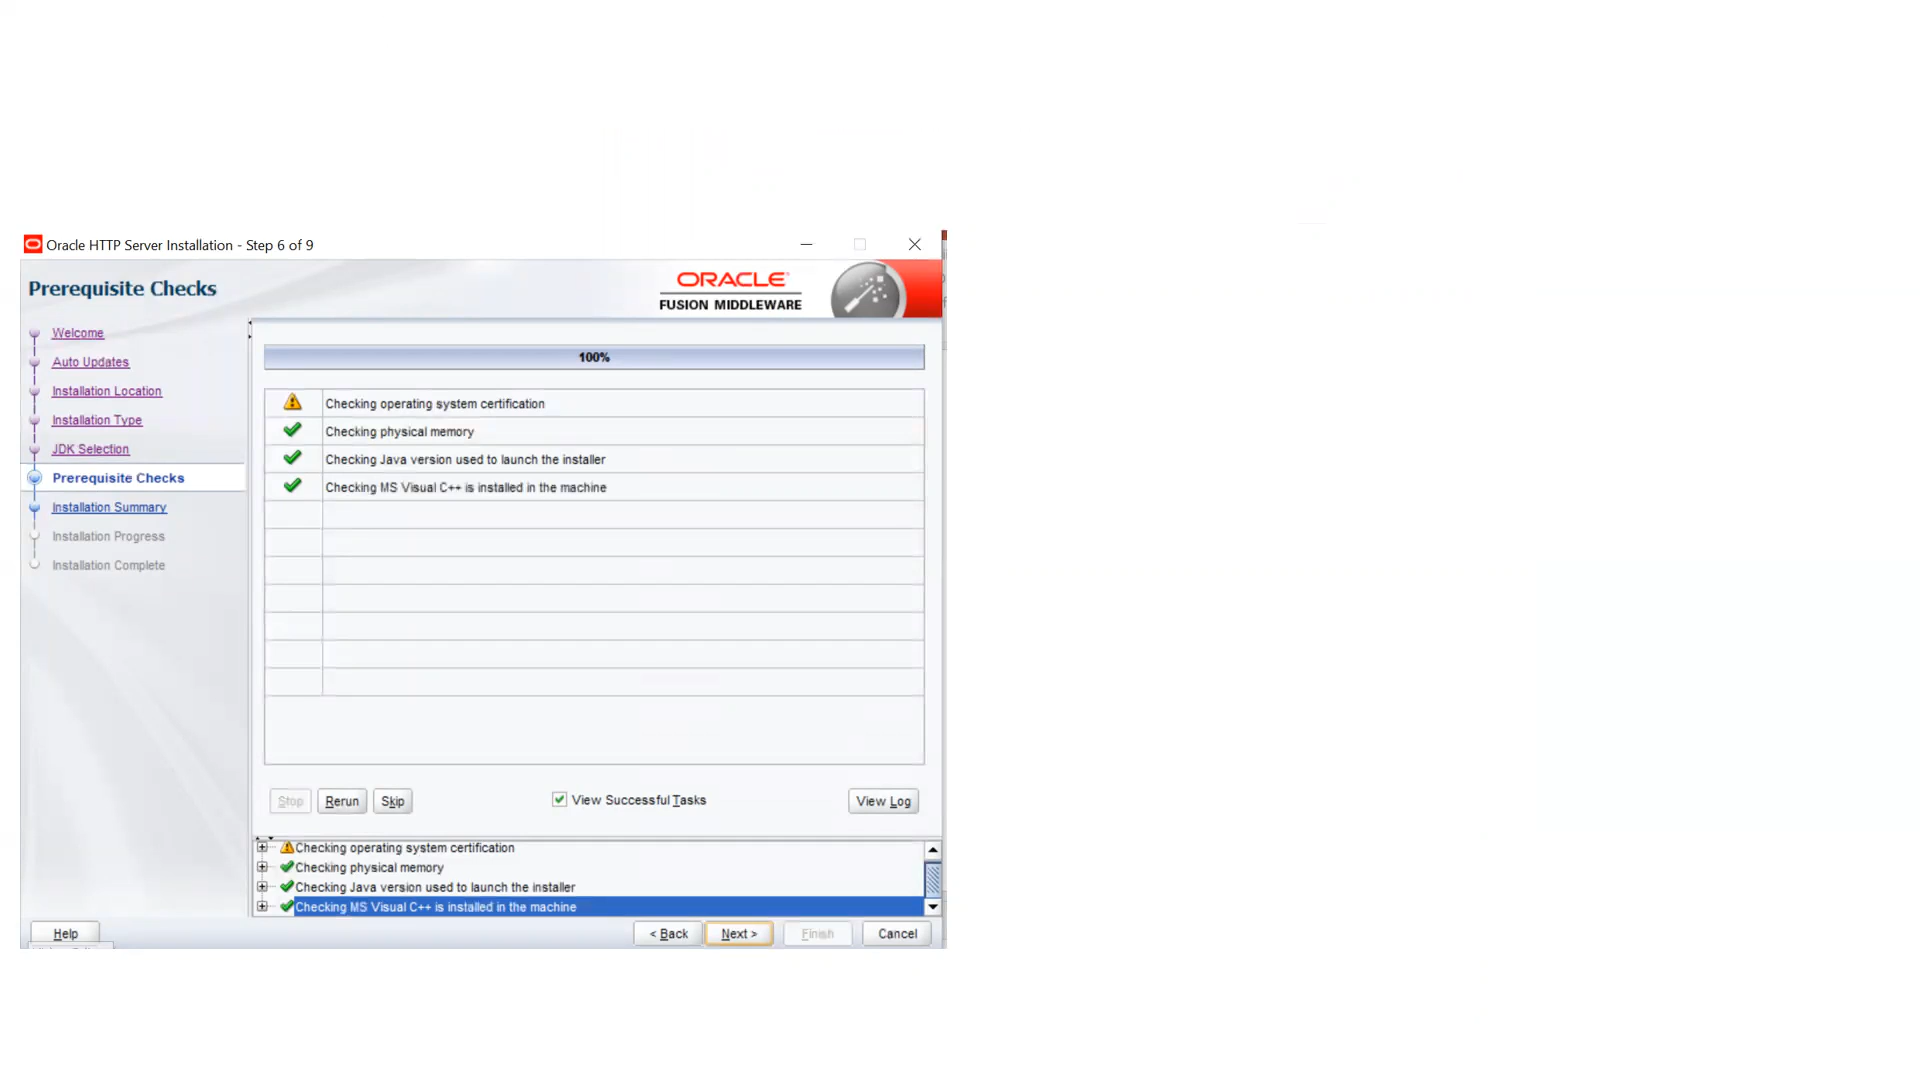 Oracle HTTP Server Installation - Step 6 of 9
Prerequisite Checks
ORACLE
FUSION MIDDLEWARE
Welcome
Auto Updates
Installation Location
Installation Type
JDK Selection
Prerequisite Checks
Installation Summary
Installation Progress
Installation Complete
100%
Checking operating system certification
Checking physical memory
Checking Java version used to launch the installer
Checking MS Visual C++ is installed in the machine
Stop
Rerun
Skip
View Successful Tasks
View Log
Checking operating system certification
Checking physical memory
Checking Java version used to launch the installer
Checking MS Visual C++ is installed in the machine
Help
< Back
Next >
Finish
Cancel